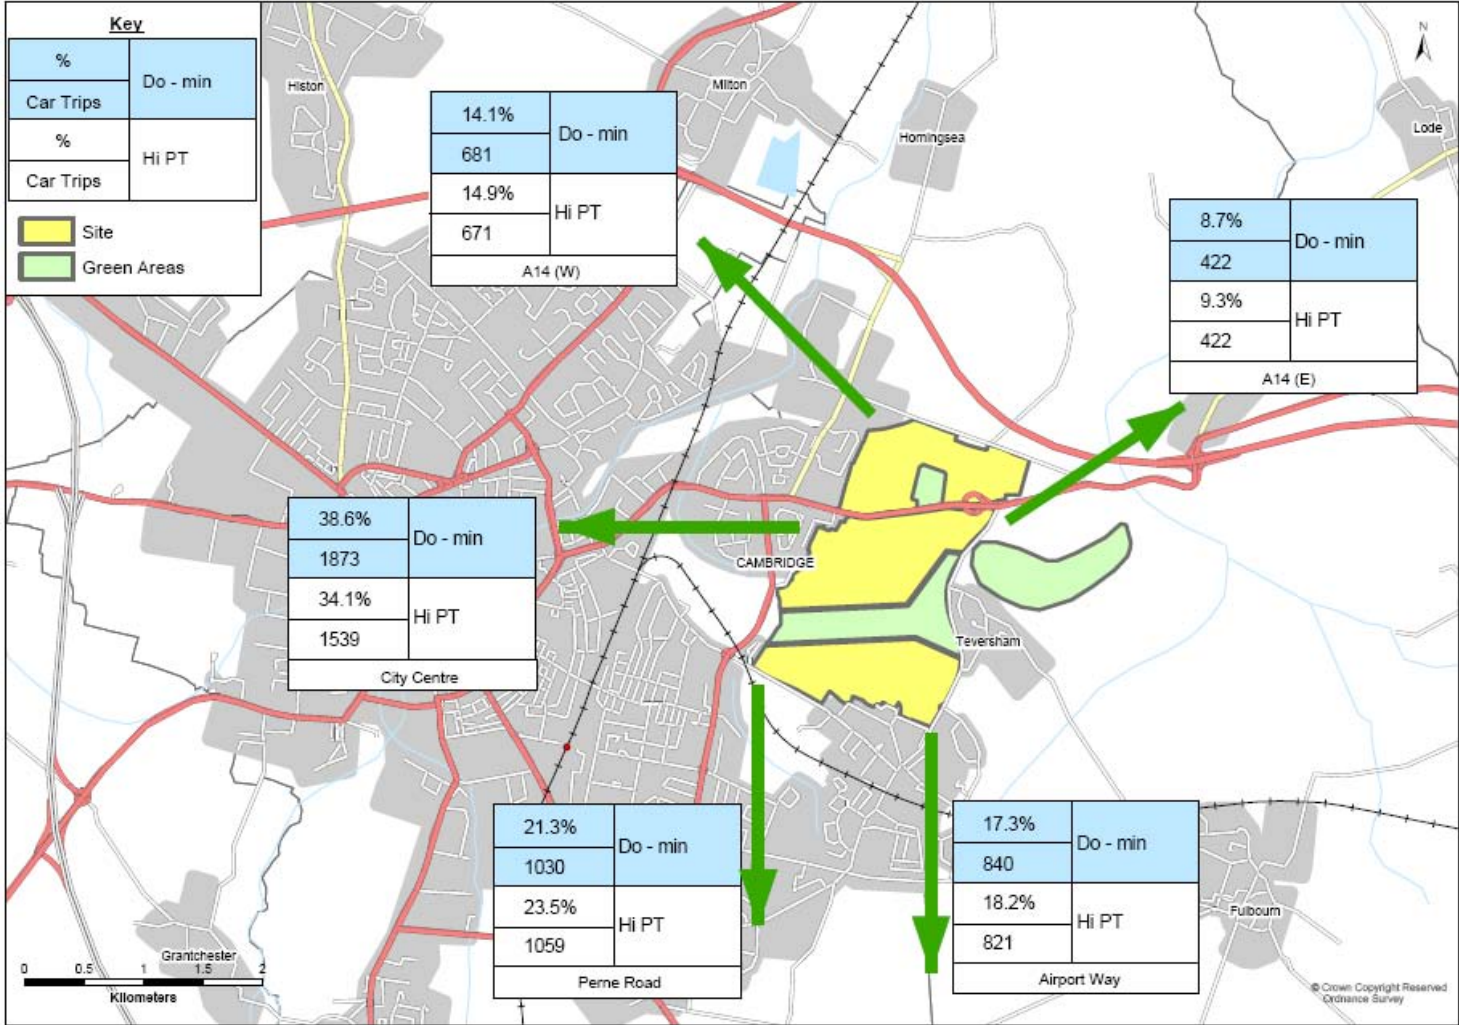 Key
%
Do - min
Car Trips
%
Hi PT
Car Trips
Site
Green Areas
Histon
Milton
Horningsea
Lode
N
14.1%
Do - min
681
14.9%
Hi PT
671
A14 (W)
8.7%
Do - min
422
9.3%
Hi PT
422
A14 (E)
38.6%
Do - min
1873
34.1%
Hi PT
1539
City Centre
CAMBRIDGE
Teversham
21.3%
Do - min
1030
23.5%
Hi PT
1059
Perne Road
17.3%
Do - min
840
18.2%
Hi PT
821
Airport Way
Fulbourn
Grantchester
0 0.5 1 1.5 2
Kilometers
© Crown Copyright Reserved
Ordnance Survey